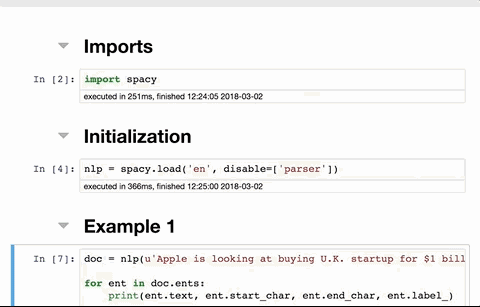 Imports
In [2]: import spacy
executed in 251ms, finished 12:24:05 2018-03-02
Initialization
In [4]: nlp = spacy.load('en', disable=['parser'])
executed in 366ms, finished 12:25:00 2018-03-02
Example 1
In [7]: doc = nlp(u'Apple is looking at buying U.K. startup for $1 bill
for ent in doc.ents:
print(ent.text, ent.start_char, ent.end_char, ent.label_)